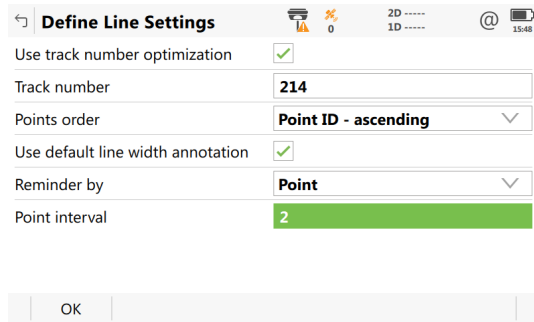 Define Line Settings
0
2D -----
1D -----
@
15:48
Use track number optimization
Track number 214
Points order Point ID - ascending
Use default line width annotation
Reminder by Point
Point interval 2
OK